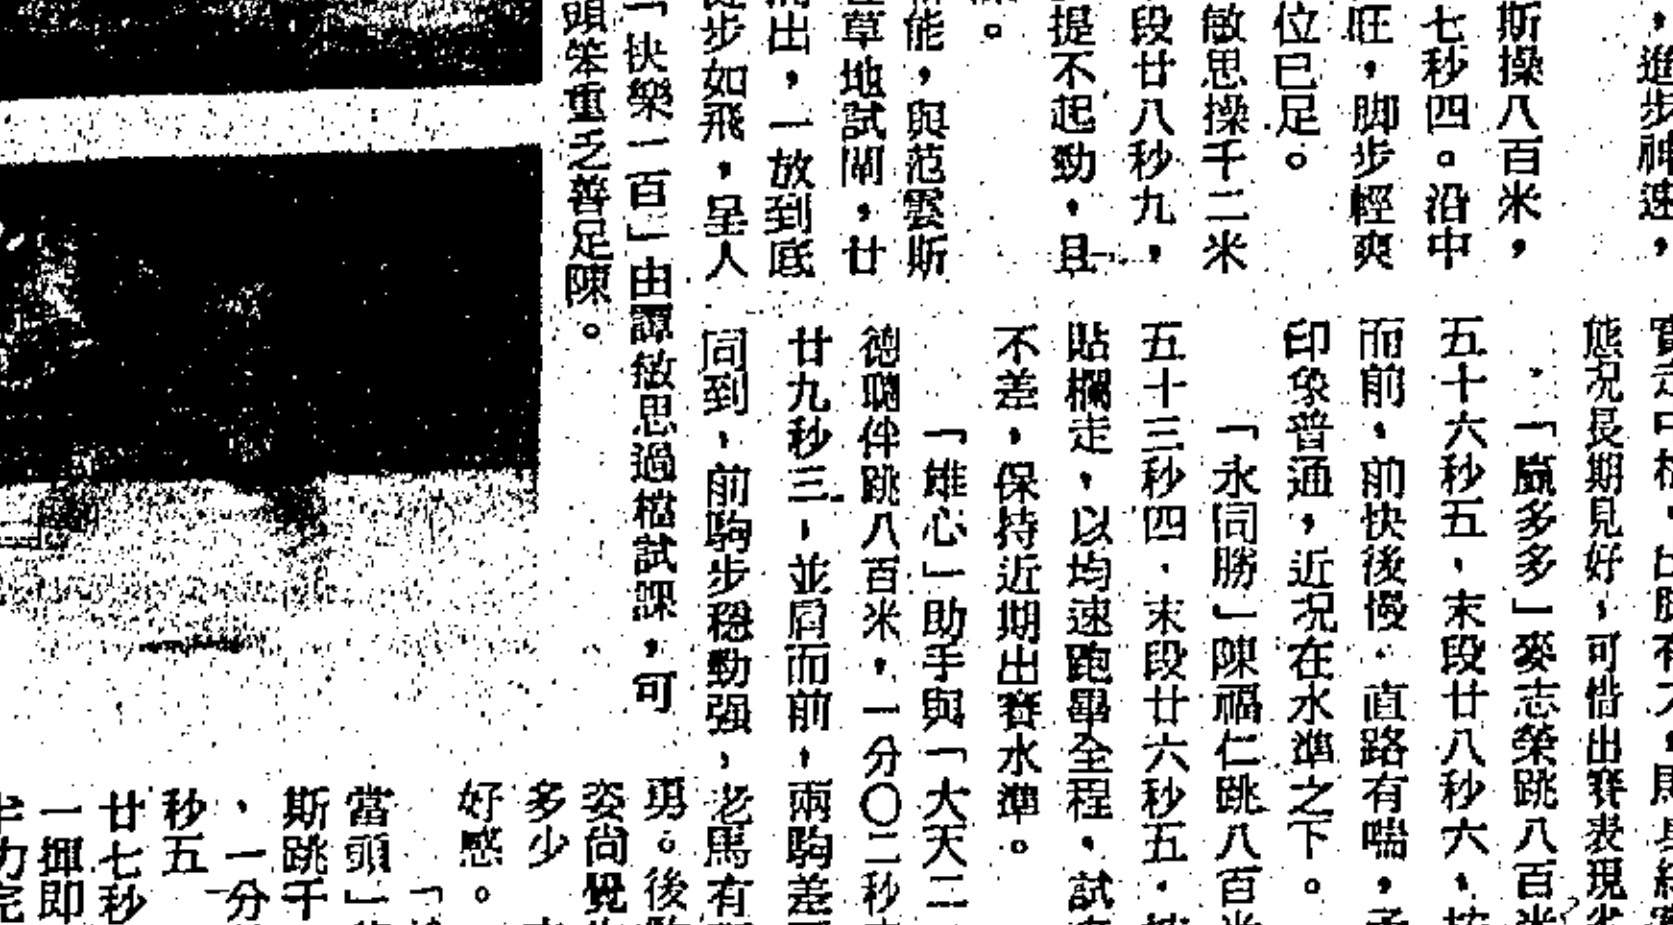 ，進步神速，
斯操八百米，
七秒四。沿中
旺，脚步輕爽
位已足。
敏思操千二米
段廿八秒九，
提不起勁，且
能，與范雲斯
草地試閘，廿
出，一放到底
步如飛，呈人
「快樂一百」由譚敏思過檔試課，可
頭笨重乏善足陳。
態况長期見好，可惜出賽表現
「嵐多多」麥志榮跳八百米
五十六秒五，末段廿八秒六，
而前，前快後慢，直路有喘，
印象普通，近况在水準之下。
「永同勝」陳福仁跳八百米
五十三秒四，末段廿六秒五，
貼欄走，以均速跑畢全程，試
不差，保持近期出賽水準。
「雄心」助手與「大天二
德聰伴跳八百米，一分〇二秒
廿九秒三，並肩而前，兩駒差
同到，前駒步穩勁强，老馬有
勇。後
姿尚覺
多少
好感。
當頭」
斯跳千
，一分
秒五
廿七秒
一揮即
力完